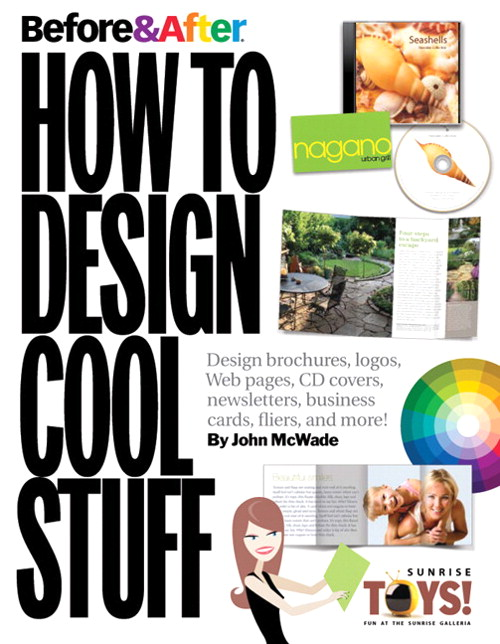 Before&After®
HOW TO
DESIGN
COOL
STUFF
Seashells
nagano
urban grill
Four steps
to a backyard
escape
Design brochures, logos,
Web pages, CD covers,
newsletters, business
cards, fliers, and more!
By John McWade
Beautiful smiles
SUNRISE
TOYS!
FUN AT THE SUNRISE GALLERIA